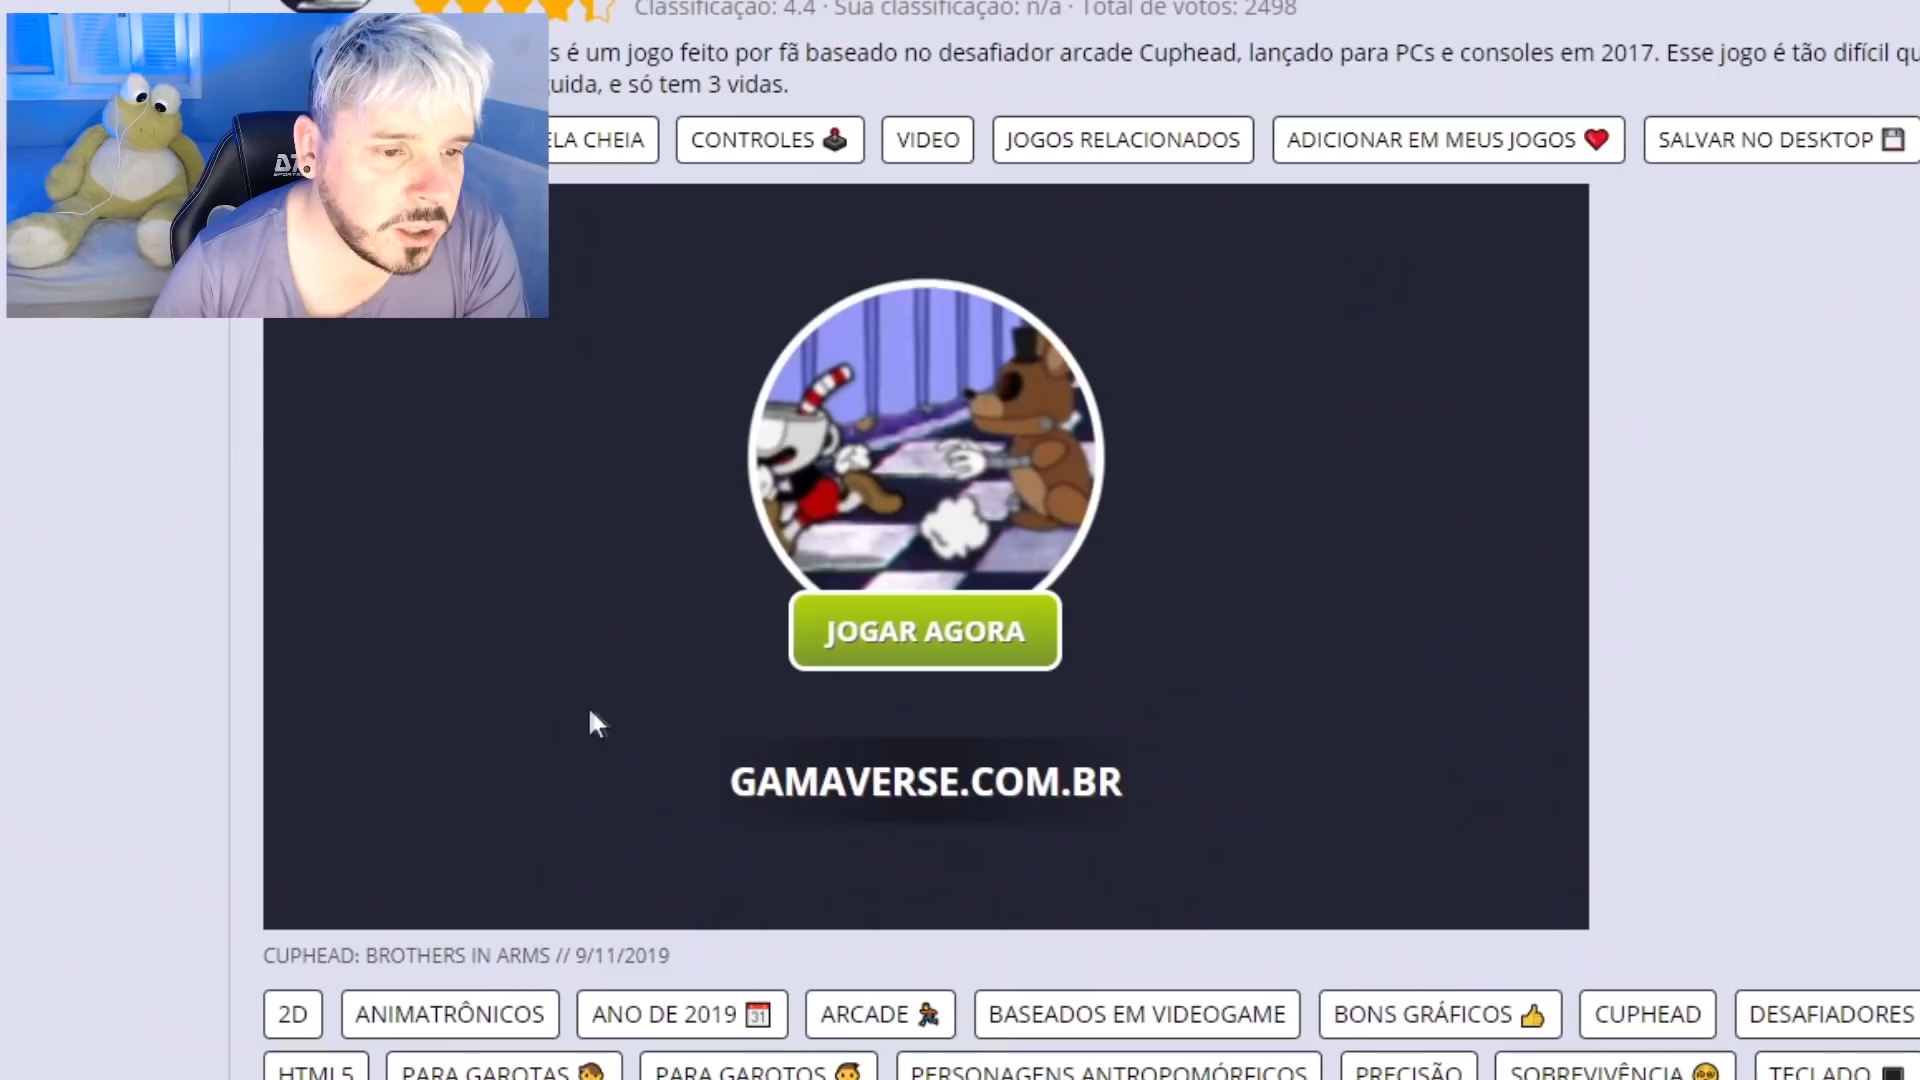 Classificação: 4.4 · Sua classificação: n/a · Total de votos: 2498
s é um jogo feito por fã baseado no desafiador arcade Cuphead, lançado para PCs e consoles em 2017. Esse jogo é tão difícil qu
uida, e só tem 3 vidas.
ELA CHEIA
CONTROLES
VIDEO
JOGOS RELACIONADOS
ADICIONAR EM MEUS JOGOS
SALVAR NO DESKTOP
JOGAR AGORA
GAMAVERSE.COM.BR
CUPHEAD: BROTHERS IN ARMS // 9/11/2019
2D
ANIMATRÔNICOS
ANO DE 2019
ARCADE
BASEADOS EM VIDEOGAME
BONS GRÁFICOS
CUPHEAD
DESAFIADORES
HTML5
PARA GAROTAS
PARA GAROTOS
PERSONAGENS ANTROPOMÓRFICOS
PRECISÃO
SOBREVIVÊNCIA
TECLADO